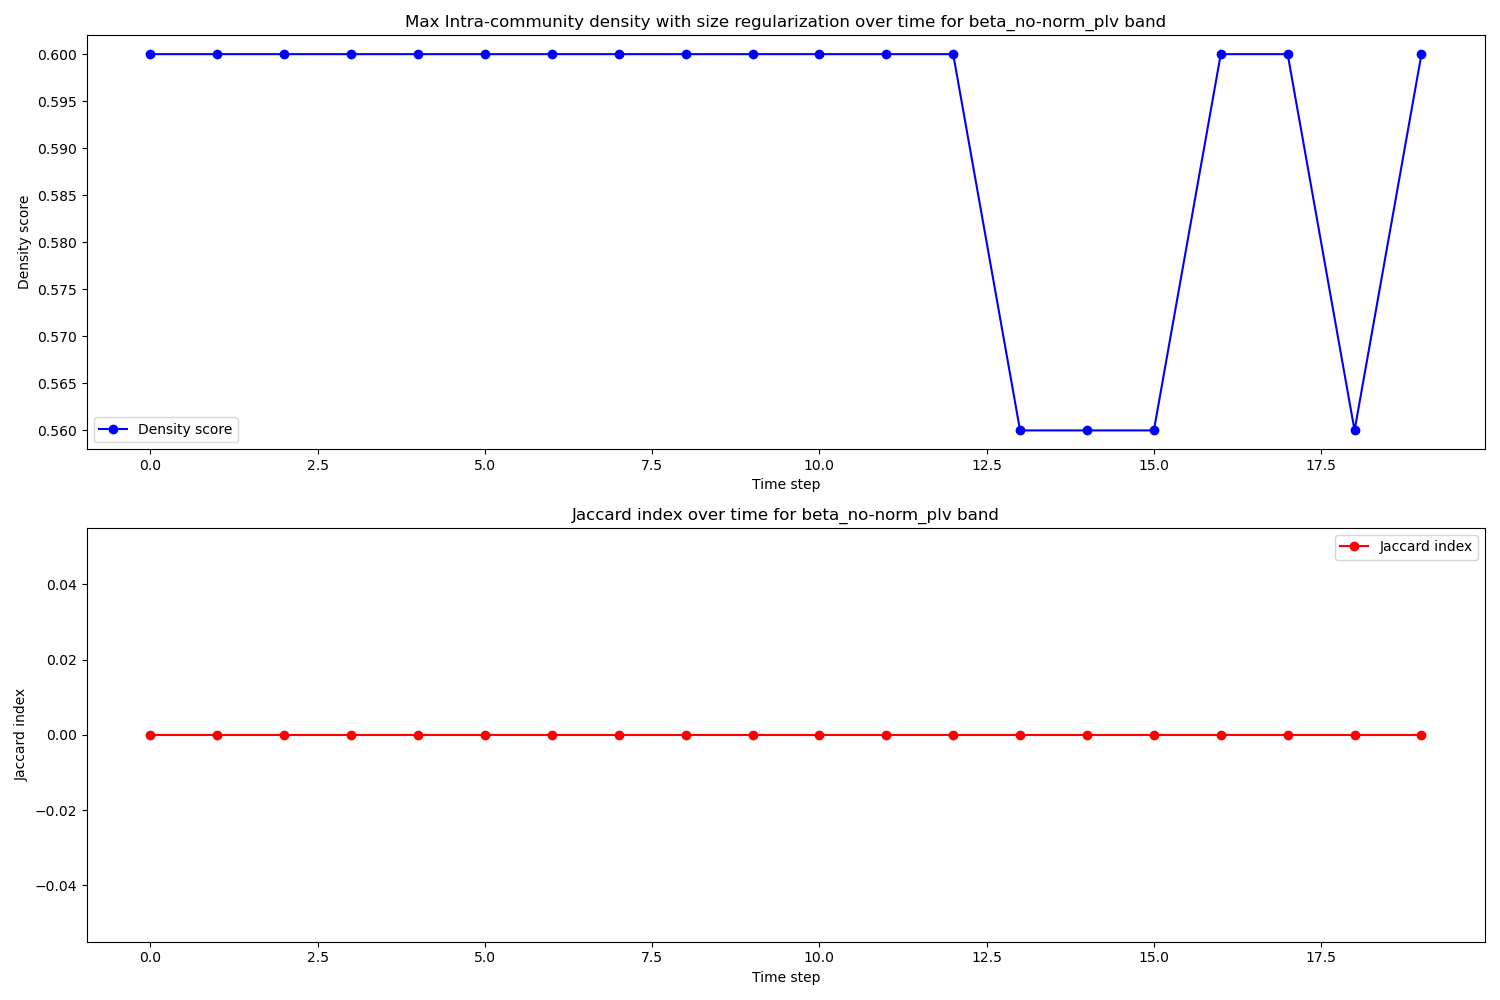 Max Intra-community density with size regularization over time for beta_no-norm_plv band
0.600
0.595
0.590
0.585
0.580
0.575
0.570
0.565
0.560
Density score
Density score
0.0 2.5 5.0 7.5 10.0 12.5 15.0 17.5
Time step
Jaccard index over time for beta_no-norm_plv band
Jaccard index
0.04
0.02
0.00
−0.02
−0.04
Jaccard index
0.0 2.5 5.0 7.5 10.0 12.5 15.0 17.5
Time step